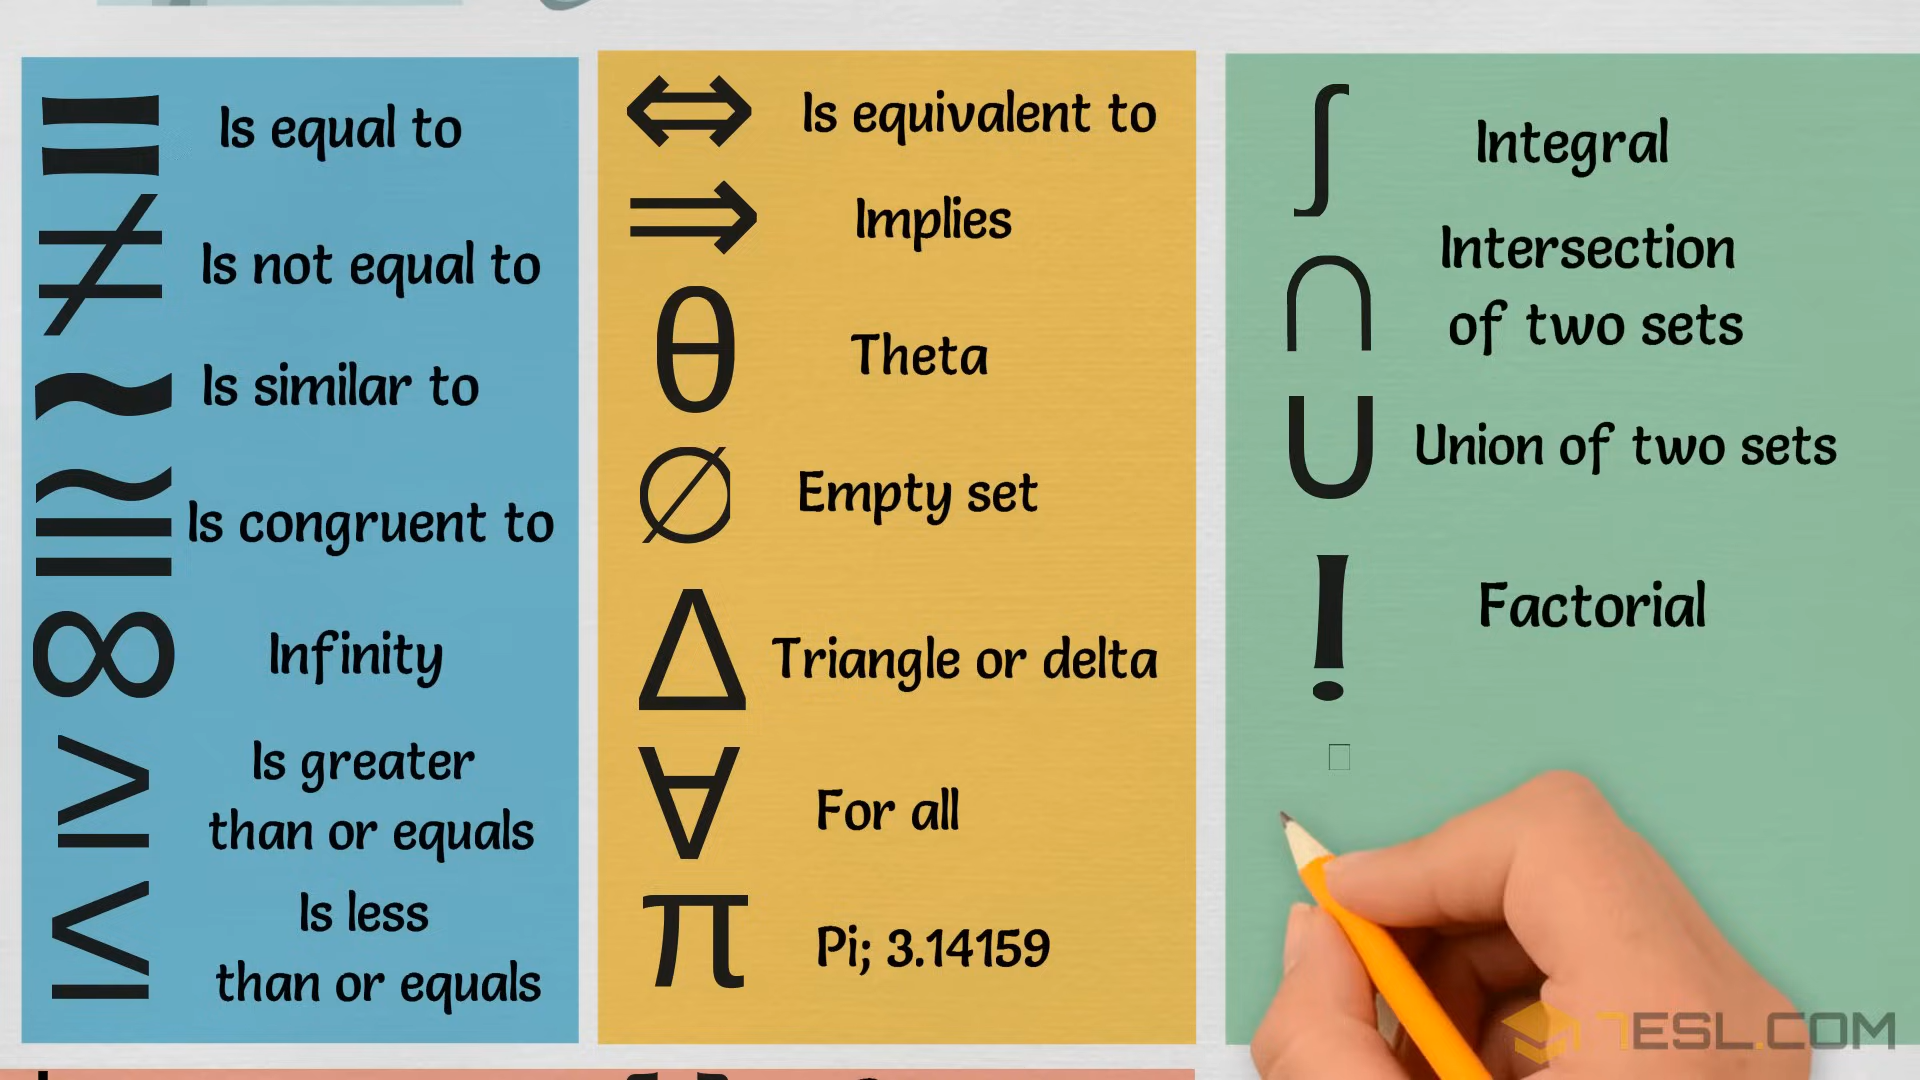 = Is equal to
≠ Is not equal to
~ Is similar to
≅ Is congruent to
∞ Infinity
≥ Is greater
than or equals
≤ Is less
than or equals
⇔ Is equivalent to
⇒ Implies
θ Theta
∅ Empty set
Δ Triangle or delta
∀ For all
π Pi; 3.14159
∫ Integral
∩ Intersection
of two sets
∪ Union of two sets
! Factorial
7ESL.COM